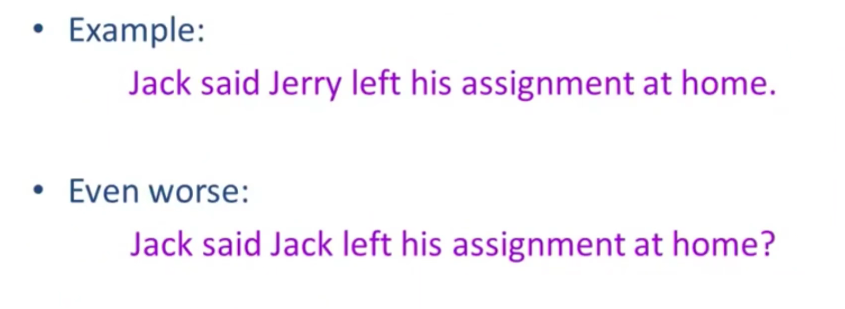 • Example:
Jack said Jerry left his assignment at home.
• Even worse:
Jack said Jack left his assignment at home?